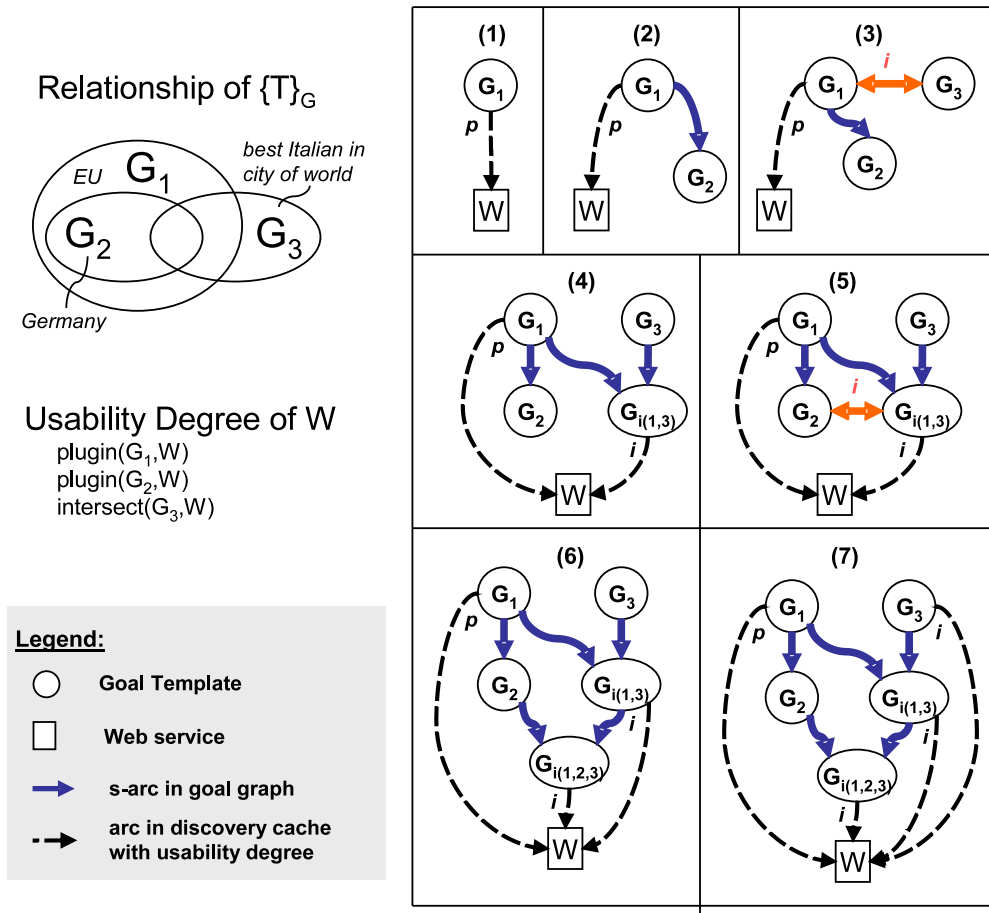 Relationship of {T}G
EU
G1
best Italian in
city of world
G2
G3
Germany
Usability Degree of W
plugin(G1,W)
plugin(G2,W)
intersect(G3,W)
Legend:
Goal Template
Web service
s-arc in goal graph
arc in discovery cache
with usability degree
(1)
G1
p
W
(2)
G1
p
G2
W
(3)
i
G1
G3
p
G2
W
(4)
G1
G3
p
G2
Gi(1,3)
i
W
(5)
G1
G3
p
i
G2
Gi(1,3)
i
W
(6)
G1
G3
p
G2
Gi(1,3)
i
Gi(1,2,3)
i
W
(7)
G1
G3
p
i
G2
Gi(1,3)
i
Gi(1,2,3)
i
W